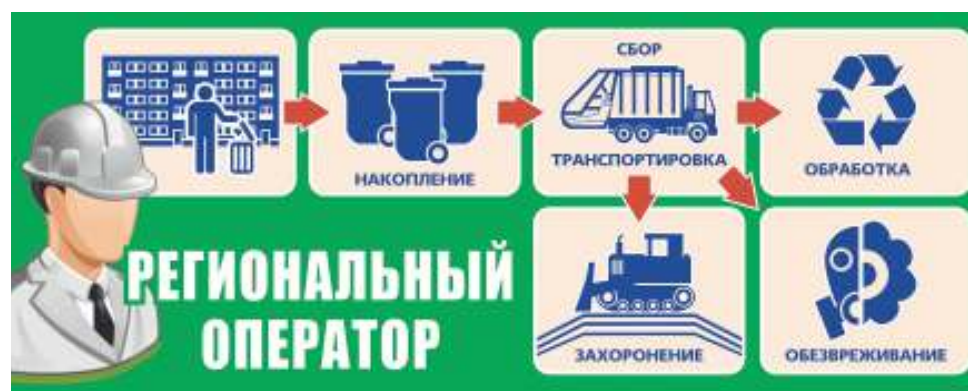 НАКОПЛЕНИЕ
СБОР
ТРАНСПОРТИРОВКА
ОБРАБОТКА
РЕГИОНАЛЬНЫЙ
ОПЕРАТОР
ЗАХОРОНЕНИЕ
ОБЕЗВРЕЖИВАНИЕ